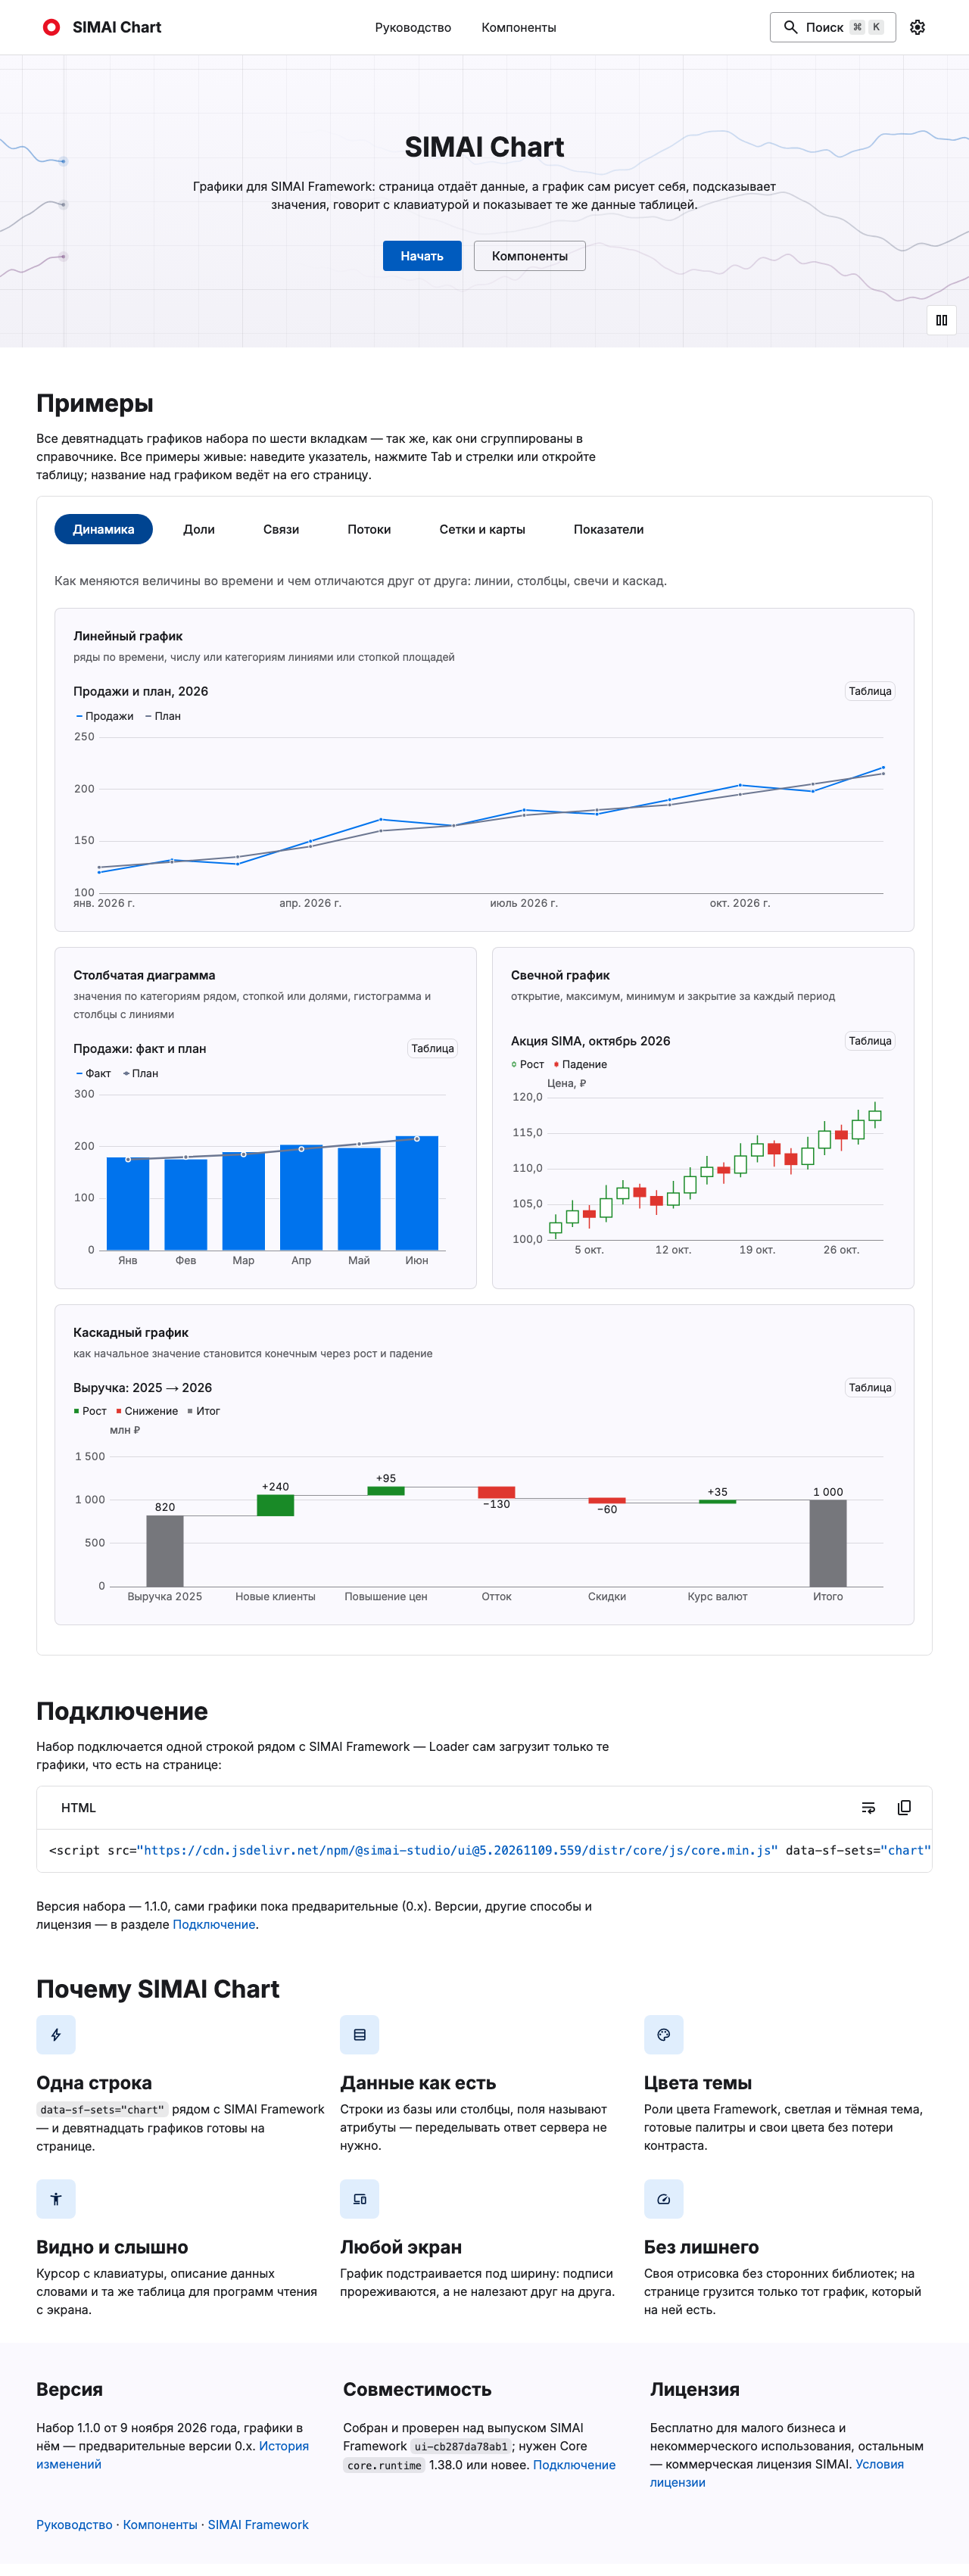 SIMAI Chart
Руководство
Компоненты
Поиск ⌘ K
SIMAI Chart
Графики для SIMAI Framework: страница отдаёт данные, а график сам рисует себя, подсказывает
значения, говорит с клавиатурой и показывает те же данные таблицей.
Начать
Компоненты
Примеры
Все девятнадцать графиков набора по шести вкладкам — так же, как они сгруппированы в
справочнике. Все примеры живые: наведите указатель, нажмите Tab и стрелки или откройте
таблицу; название над графиком ведёт на его страницу.
Динамика
Доли
Связи
Потоки
Сетки и карты
Показатели
Как меняются величины во времени и чем отличаются друг от друга: линии, столбцы, свечи и каскад.
Линейный график
ряды по времени, числу или категориям линиями или стопкой площадей
Продажи и план, 2026
Таблица
Продажи
План
250
200
150
100
янв. 2026 г.
апр. 2026 г.
июль 2026 г.
окт. 2026 г.
Столбчатая диаграмма
значения по категориям рядом, стопкой или долями, гистограмма и
столбцы с линиями
Продажи: факт и план
Таблица
Факт
План
300
200
100
0
Янв
Фев
Мар
Апр
Май
Июн
Свечной график
открытие, максимум, минимум и закрытие за каждый период
Акция SIMA, октябрь 2026
Таблица
Рост
Падение
Цена, ₽
120,0
115,0
110,0
105,0
100,0
5 окт.
12 окт.
19 окт.
26 окт.
Каскадный график
как начальное значение становится конечным через рост и падение
Выручка: 2025 → 2026
Таблица
Рост
Снижение
Итог
млн ₽
1 500
1 000
500
0
820
+240
+95
−130
−60
+35
1 000
Выручка 2025
Новые клиенты
Повышение цен
Отток
Скидки
Курс валют
Итого
Подключение
Набор подключается одной строкой рядом с SIMAI Framework — Loader сам загрузит только те
графики, что есть на странице:
HTML
<script src="https://cdn.jsdelivr.net/npm/@simai-studio/ui@5.20261109.559/distr/core/js/core.min.js" data-sf-sets="chart"
Версия набора — 1.1.0, сами графики пока предварительные (0.x). Версии, другие способы и
лицензия — в разделе Подключение.
Почему SIMAI Chart
Одна строка
data-sf-sets="chart" рядом с SIMAI Framework
— и девятнадцать графиков готовы на
странице.
Данные как есть
Строки из базы или столбцы, поля называют
атрибуты — переделывать ответ сервера не
нужно.
Цвета темы
Роли цвета Framework, светлая и тёмная тема,
готовые палитры и свои цвета без потери
контраста.
Видно и слышно
Курсор с клавиатуры, описание данных
словами и та же таблица для программ чтения
с экрана.
Любой экран
График подстраивается под ширину: подписи
прореживаются, а не налезают друг на друга.
Без лишнего
Своя отрисовка без сторонних библиотек; на
странице грузится только тот график, который
на ней есть.
Версия
Набор 1.1.0 от 9 ноября 2026 года, графики в
нём — предварительные версии 0.x. История
изменений
Совместимость
Собран и проверен над выпуском SIMAI
Framework ui-cb287da78ab1; нужен Core
core.runtime 1.38.0 или новее. Подключение
Лицензия
Бесплатно для малого бизнеса и
некоммерческого использования, остальным
— коммерческая лицензия SIMAI. Условия
лицензии
Руководство · Компоненты · SIMAI Framework